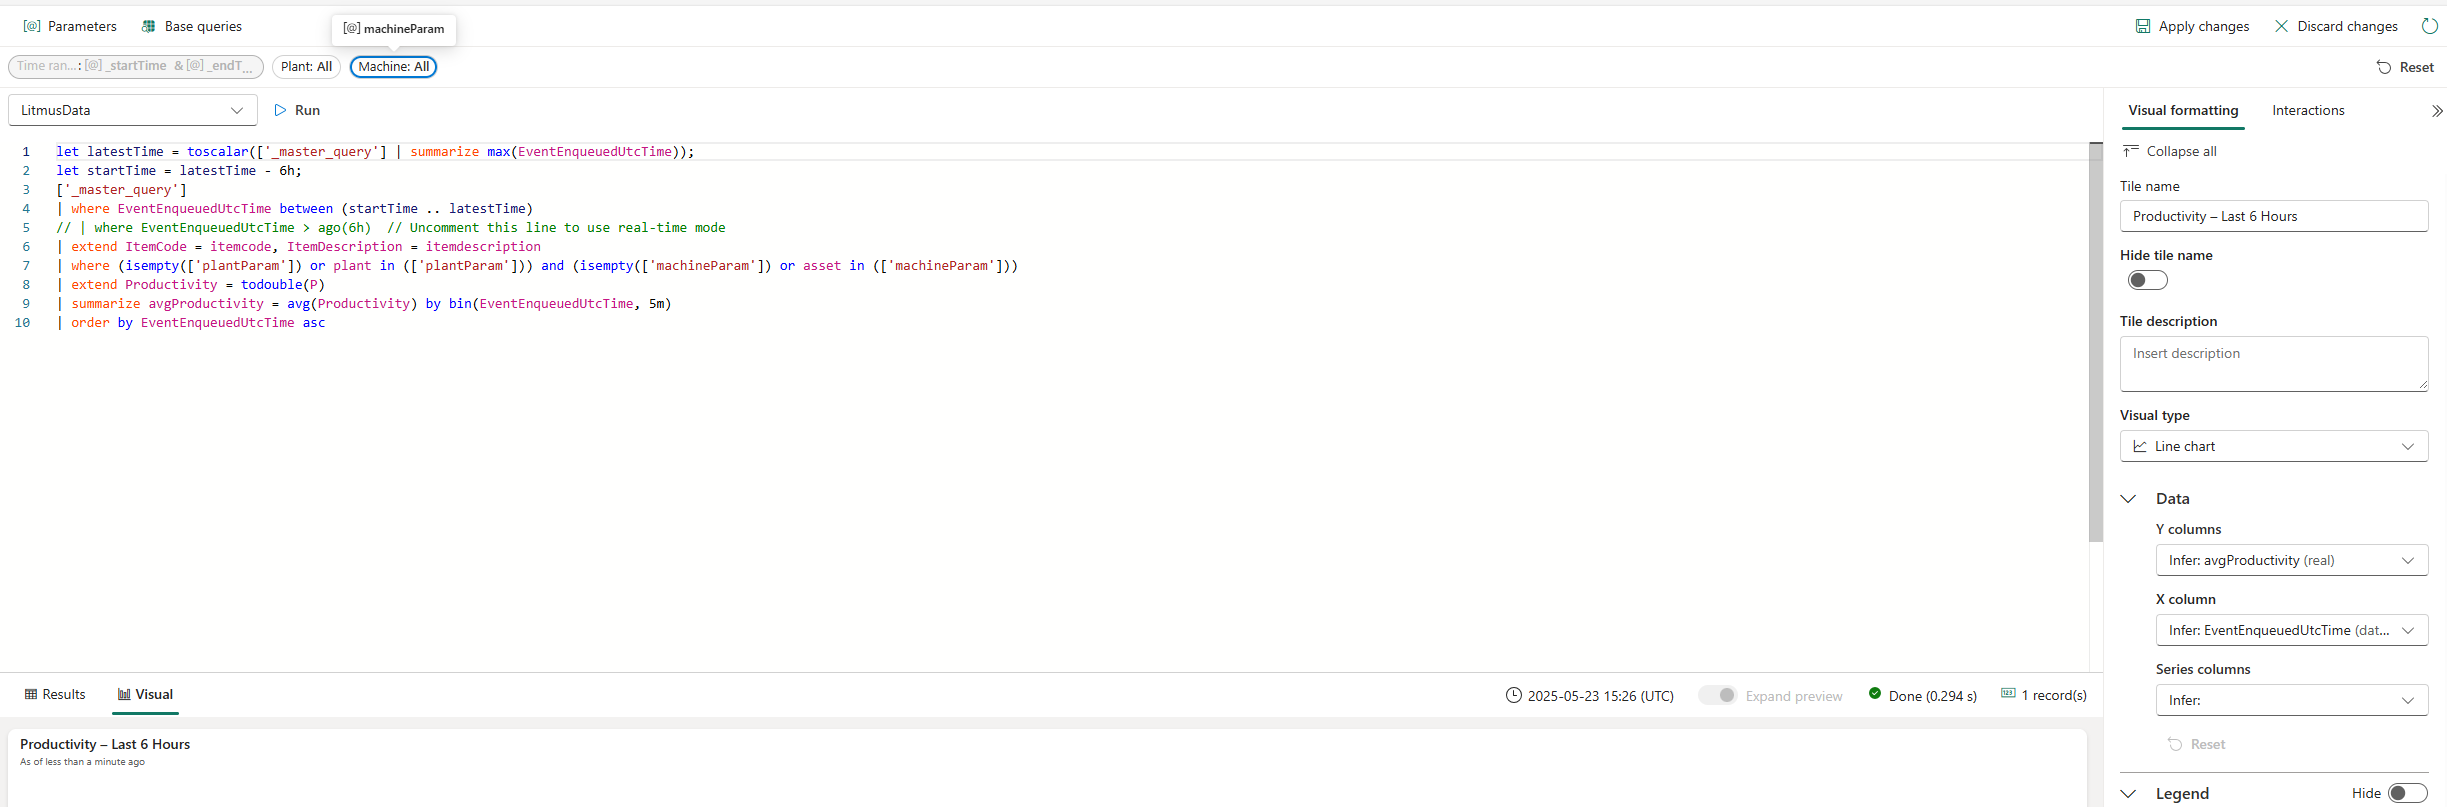 Parameters
Base queries
[@] machineParam
Apply changes
Discard changes
Time ran...: [@] _startTime & [@] _endT...
Plant: All
Machine: All
Reset
LitmusData
Run
Visual formatting
Interactions
1 let latestTime = toscalar(['_master_query'] | summarize max(EventEnqueuedUtcTime));
2 let startTime = latestTime - 6h;
3 ['_master_query']
4 | where EventEnqueuedUtcTime between (startTime .. latestTime)
5 // | where EventEnqueuedUtcTime > ago(6h)  // Uncomment this line to use real-time mode
6 | extend ItemCode = itemcode, ItemDescription = itemdescription
7 | where (isempty(['plantParam']) or plant in (['plantParam'])) and (isempty(['machineParam']) or asset in (['machineParam']))
8 | extend Productivity = todouble(P)
9 | summarize avgProductivity = avg(Productivity) by bin(EventEnqueuedUtcTime, 5m)
10 | order by EventEnqueuedUtcTime asc
Collapse all
Tile name
Productivity – Last 6 Hours
Hide tile name
Tile description
Insert description
Visual type
Line chart
Data
Y columns
Infer: avgProductivity (real)
X column
Infer: EventEnqueuedUtcTime (dat...
Series columns
Infer:
Reset
Legend
Hide
Results
Visual
2025-05-23 15:26 (UTC)
Expand preview
Done (0.294 s)
1 record(s)
Productivity – Last 6 Hours
As of less than a minute ago